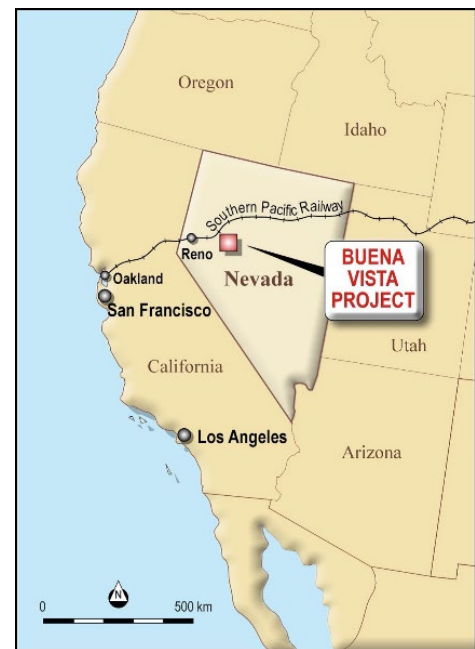 Oregon
Idaho
Southern Pacific Railway
Reno
Nevada
BUENA
VISTA
PROJECT
Oakland
San Francisco
Utah
California
Los Angeles
Arizona
N
0 500 km